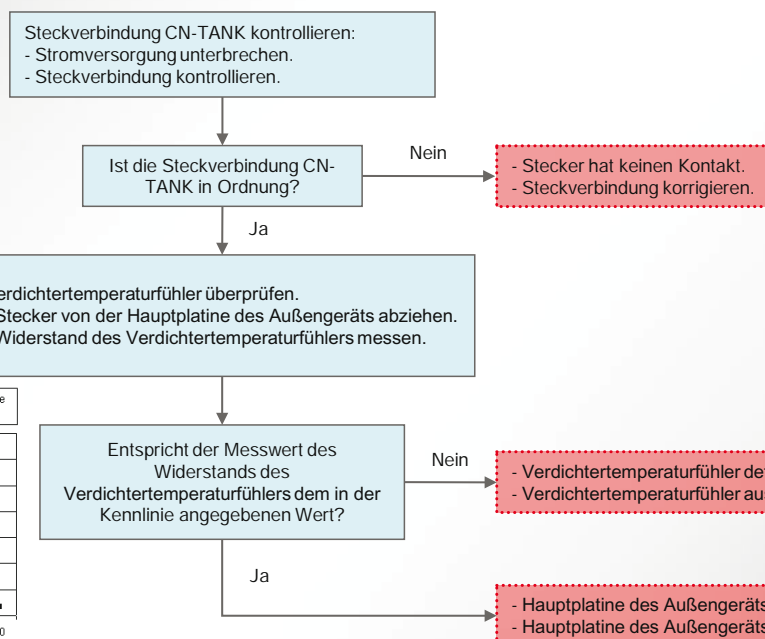 Steckverbindung CN-TANK kontrollieren:
- Stromversorgung unterbrechen.
- Steckverbindung kontrollieren.
Ist die Steckverbindung CN-
TANK in Ordnung?
Nein
- Stecker hat keinen Kontakt.
- Steckverbindung korrigieren.
Ja
erdichtertemperaturfühler überprüfen.
Stecker von der Hauptplatine des Außengeräts abziehen.
Widerstand des Verdichtertemperaturfühlers messen.
e
Entspricht der Messwert des
Widerstands des
Verdichtertemperaturfühlers dem in der
Kennlinie angegebenen Wert?
Nein
- Verdichtertemperaturfühler de
- Verdichtertemperaturfühler aus
Ja
- Hauptplatine des Außengeräts
- Hauptplatine des Außengeräts
0